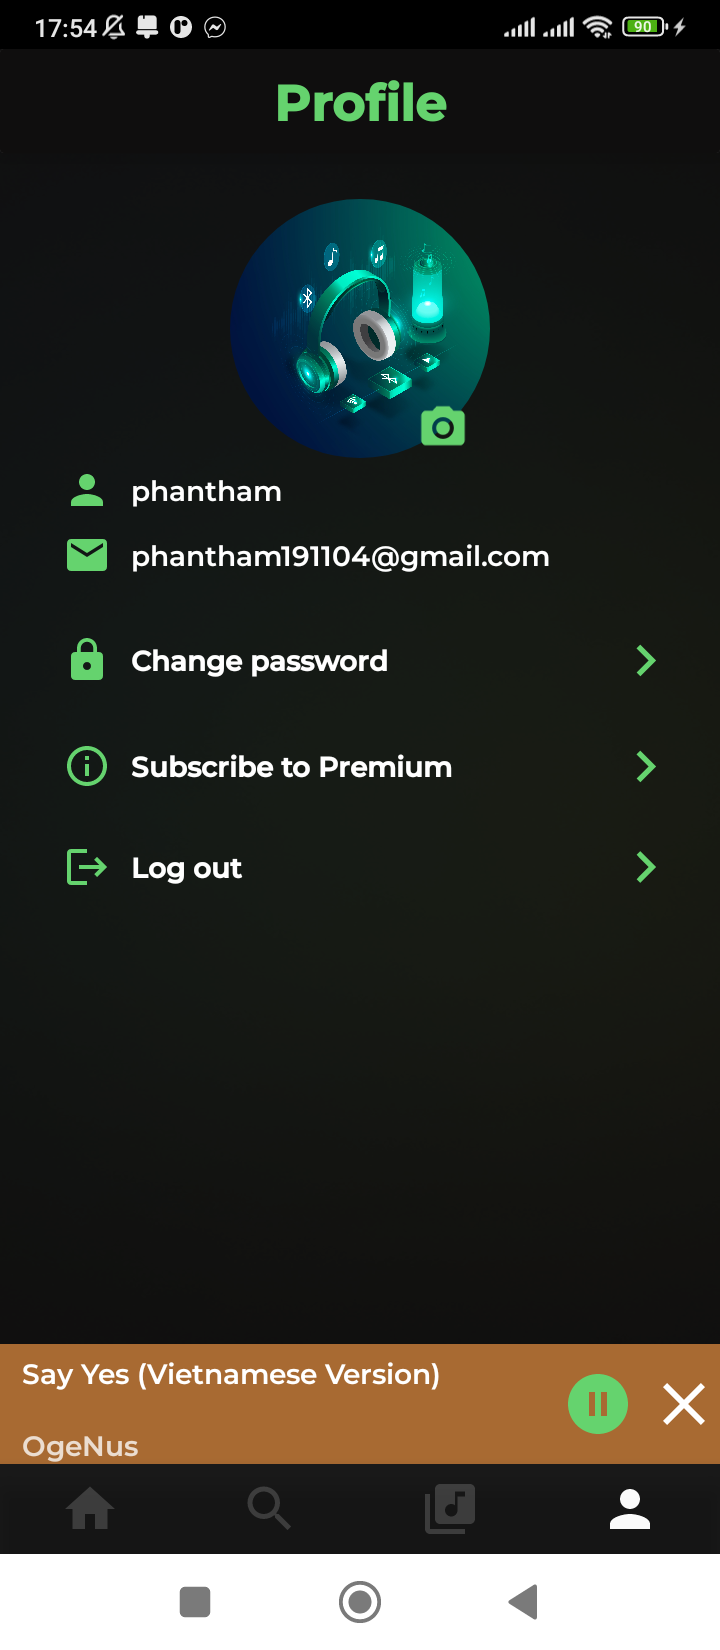 17:54
90
Profile
phantham
phantham191104@gmail.com
Change password
Subscribe to Premium
Log out
Say Yes (Vietnamese Version)
OgeNus